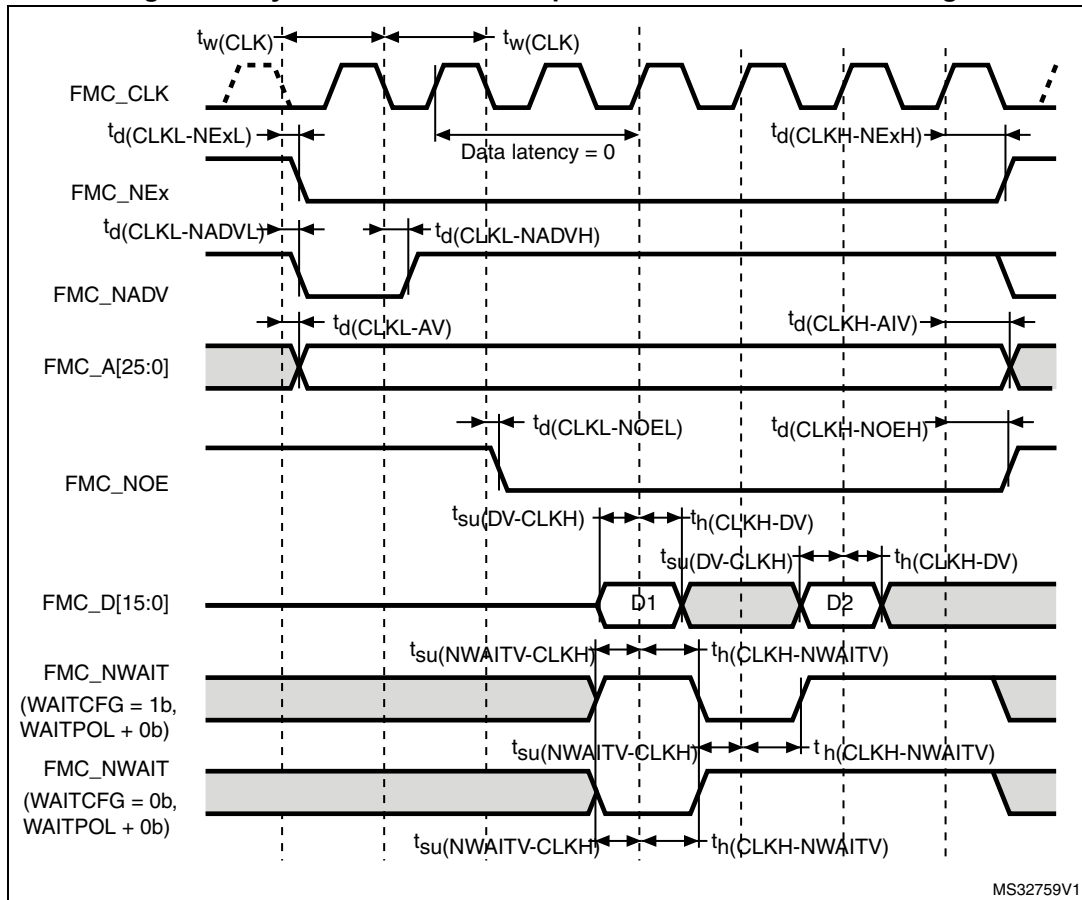 tw(CLK) tw(CLK)
FMC_CLK
td(CLKL-NExL) Data latency = 0 td(CLKH-NExH)
FMC_NEx
td(CLKL-NADVL) td(CLKL-NADVH)
FMC_NADV
td(CLKL-AV) td(CLKH-AIV)
FMC_A[25:0]
td(CLKL-NOEL) td(CLKH-NOEH)
FMC_NOE
tsu(DV-CLKH) th(CLKH-DV)
tsu(DV-CLKH) th(CLKH-DV)
FMC_D[15:0] D1 D2
tsu(NWAITV-CLKH) th(CLKH-NWAITV)
FMC_NWAIT
(WAITCFG = 1b,
WAITPOL + 0b)
tsu(NWAITV-CLKH) th(CLKH-NWAITV)
FMC_NWAIT
(WAITCFG = 0b,
WAITPOL + 0b)
tsu(NWAITV-CLKH) th(CLKH-NWAITV)
MS32759V1